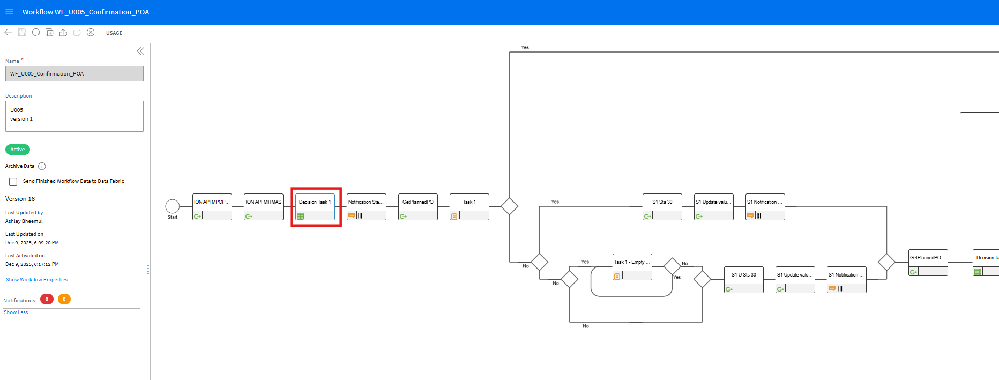 Workflow WF_U005_Confirmation_POA
USAGE
Name *
WF_U005_Confirmation_POA
Description
U005
version 1
Active
Archive Data
Send Finished Workflow Data to Data Fabric
Version 16
Last Updated by
Ashley Bheemul
Last Updated on
Dec 9, 2025, 6:09:20 PM
Last Activated on
Dec 9, 2025, 6:17:12 PM
Show Workflow Properties
Notifications 0 0
Show Less
Yes
Start
ION API MPOP...
ION API MITMAS
Decision Task 1
Notification Ste...
GetPlannedPO
Task 1
Yes
S1 Sts 30
S1 Update valu...
S1 Notification ...
No
Yes
Task 1 - Empty ...
No
Yes
No
No
S1 U Sts 30
S1 Update valu...
S1 Notification ...
GetPlannedPO...
Decision Ta